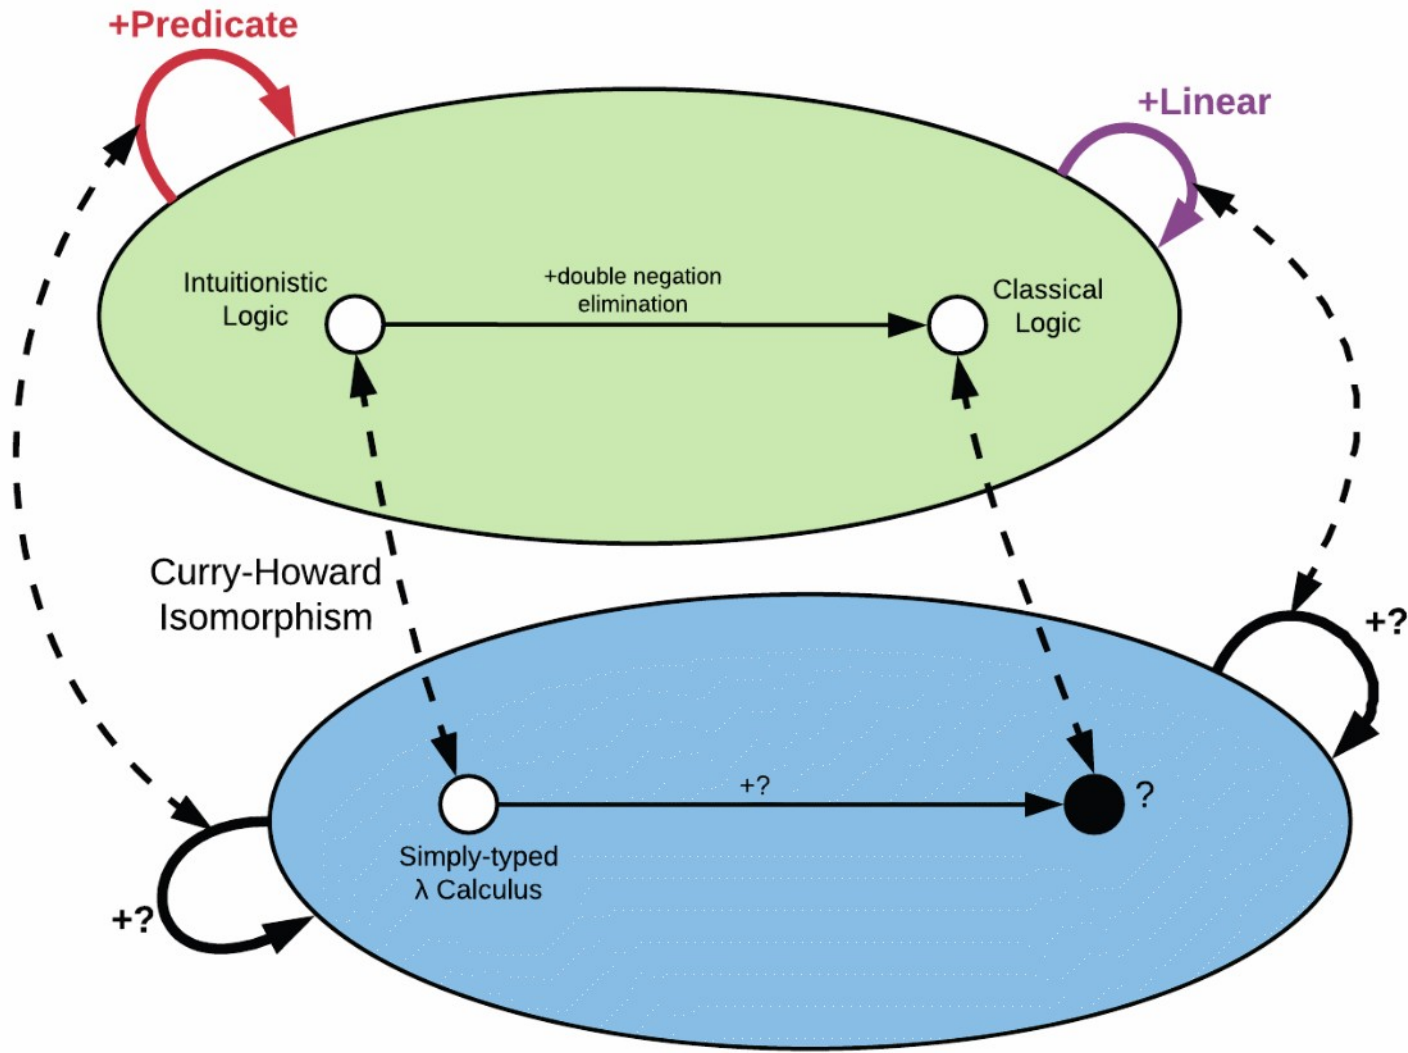 +Predicate
+Linear
+double negation
elimination
Intuitionistic
Logic
Classical
Logic
Curry-Howard
Isomorphism
+?
+?
?
Simply-typed
λ Calculus
+?